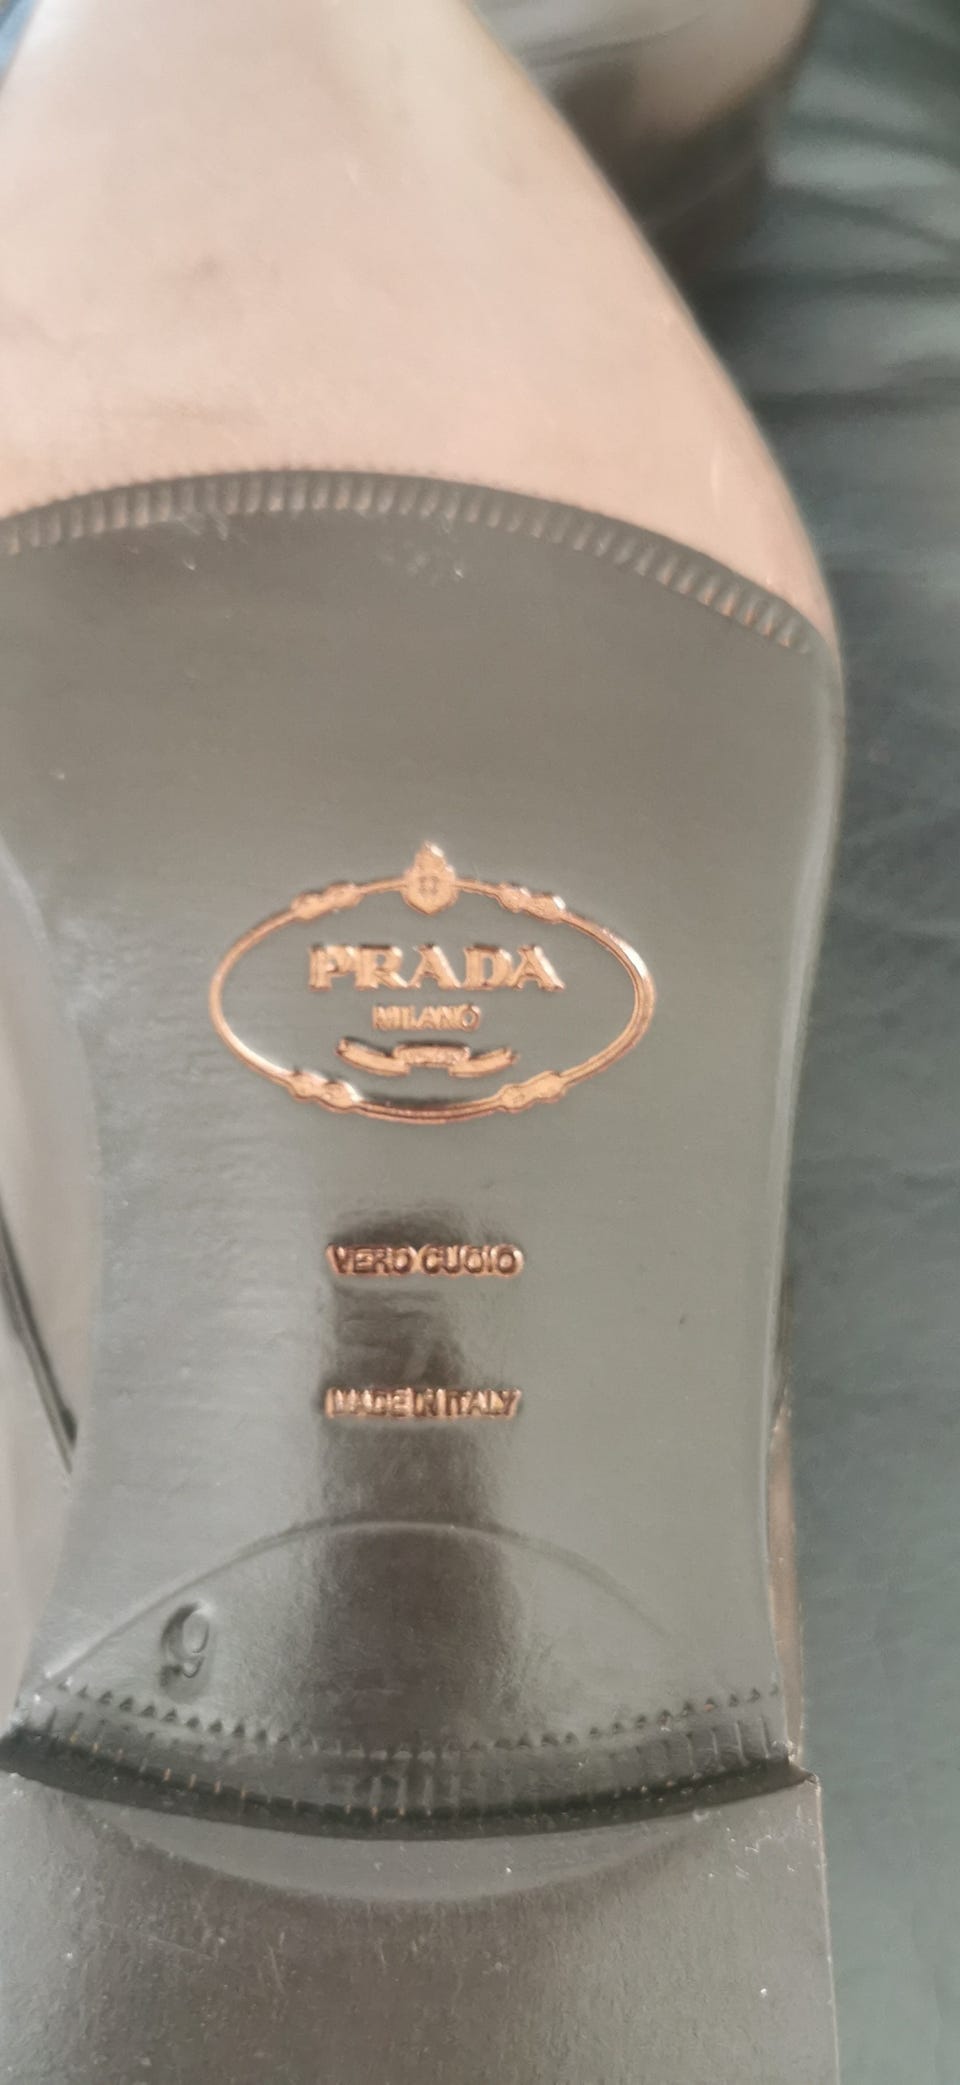 PRADA
MILANO
VERO CUOIO
MADE IN ITALY
9